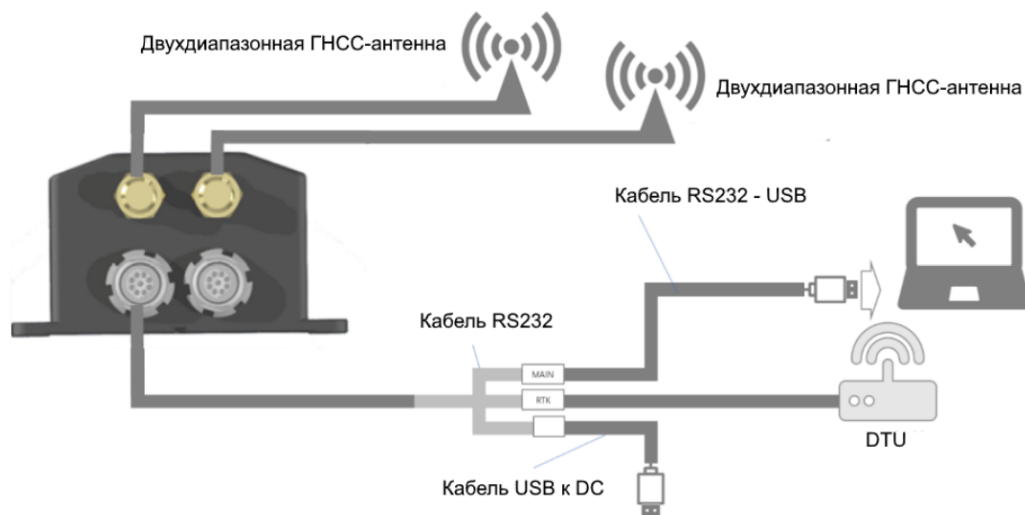 Двухдиапазонная ГНСС-антенна
Двухдиапазонная ГНСС-антенна
Кабель RS232 - USB
Кабель RS232
MAIN
RTK
DTU
Кабель USB к DC